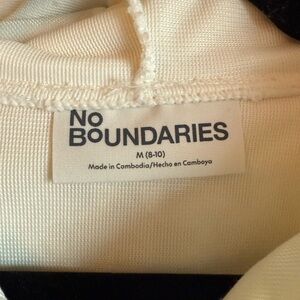 No
BOUNDARIES
M (8-10)
Made in Cambodia/Hecho en Camboya